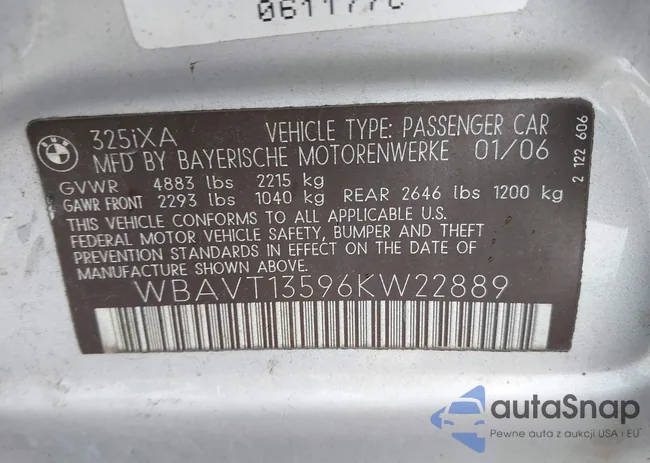 325iXA VEHICLE TYPE: PASSENGER CAR
MFD BY BAYERISCHE MOTORENWERKE 01/06
GVWR 4883 lbs 2215 kg
GAWR FRONT 2293 lbs 1040 kg REAR 2646 lbs 1200 kg
THIS VEHICLE CONFORMS TO ALL APPLICABLE U.S.
FEDERAL MOTOR VEHICLE SAFETY, BUMPER AND THEFT
PREVENTION STANDARDS IN EFFECT ON THE DATE OF
MANUFACTURE SHOWN ABOVE.
WBAVT13596KW22889
2 1122 606
autoSnap
Pewne auta z aukcji USA i EU